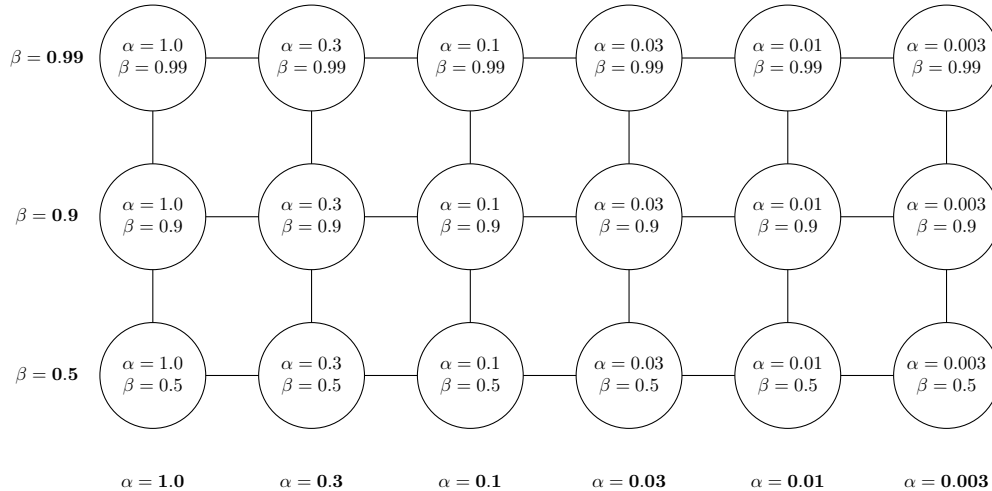 α = 1.0 α = 0.3 α = 0.1 α = 0.03 α = 0.01 α = 0.003
β = 0.99 β = 0.99 β = 0.99 β = 0.99 β = 0.99 β = 0.99 β = 0.99
α = 1.0 α = 0.3 α = 0.1 α = 0.03 α = 0.01 α = 0.003
β = 0.9 β = 0.9 β = 0.9 β = 0.9 β = 0.9 β = 0.9 β = 0.9
α = 1.0 α = 0.3 α = 0.1 α = 0.03 α = 0.01 α = 0.003
β = 0.5 β = 0.5 β = 0.5 β = 0.5 β = 0.5 β = 0.5 β = 0.5
α = 1.0 α = 0.3 α = 0.1 α = 0.03 α = 0.01 α = 0.003